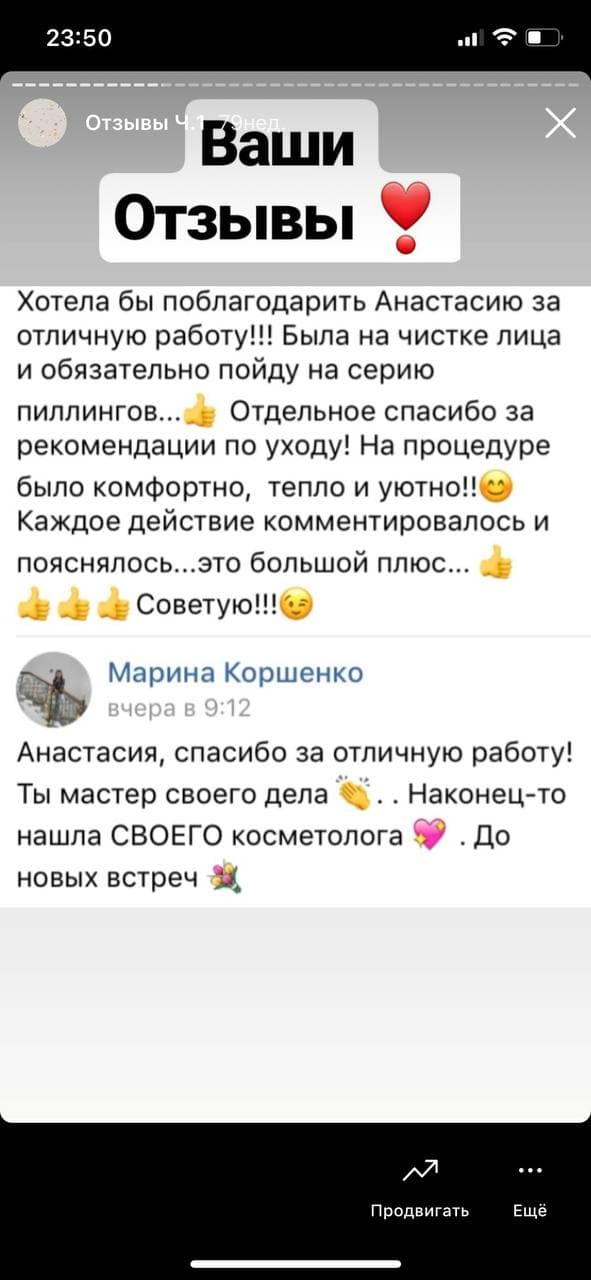 23:50
Отзывы Ч.1 79нед.
Ваши
Отзывы ❣️
Хотела бы поблагодарить Анастасию за
отличную работу!!! Была на чистке лица
и обязательно пойду на серию
пиллингов...👍 Отдельное спасибо за
рекомендации по уходу! На процедуре
было комфортно, тепло и уютно!!😊
Каждое действие комментировалось и
пояснялось...это большой плюс... 👍
👍👍👍Советую!!!😉
Марина Коршенко
вчера в 9:12
Анастасия, спасибо за отличную работу!
Ты мастер своего дела 👏. . Наконец-то
нашла СВОЕГО косметолога 💖 . До
новых встреч 💐
Продвигать
Ещё